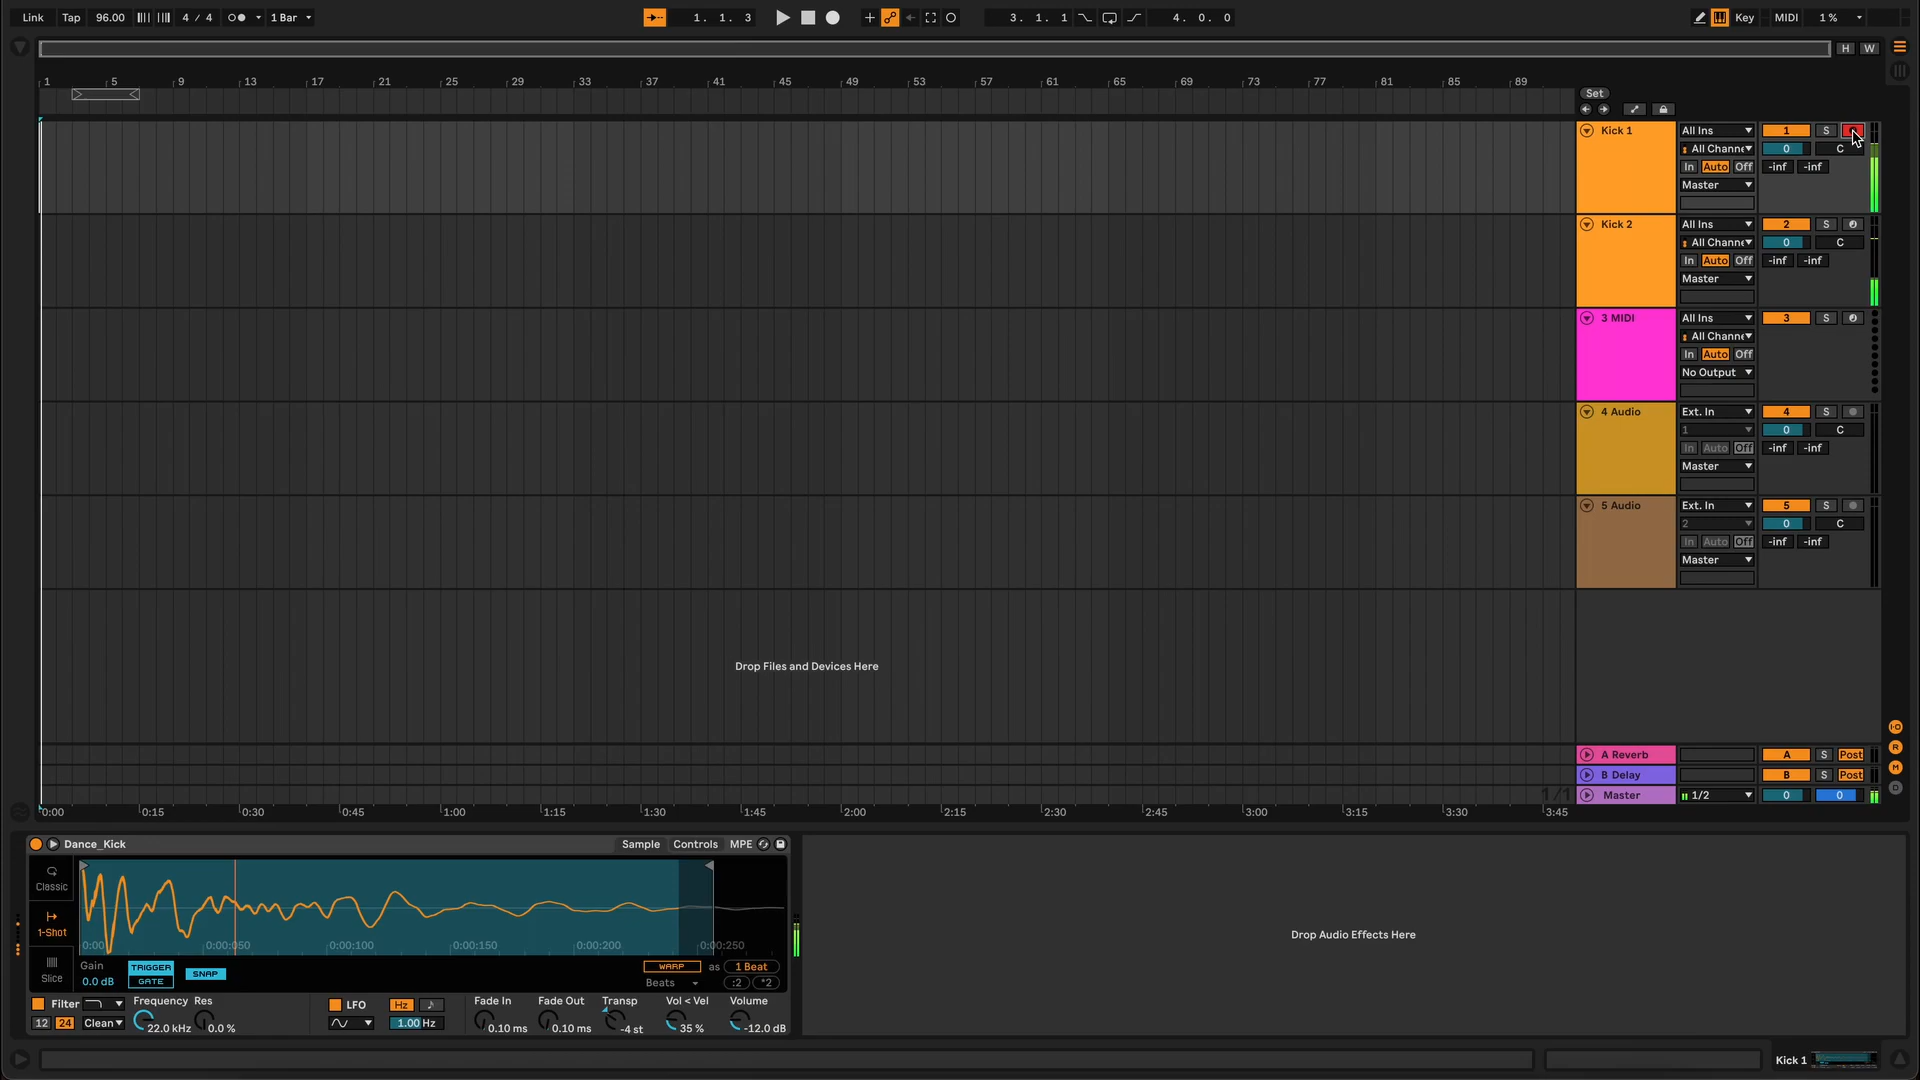 Link Tap 96.00 4 / 4 1 Bar 1. 1. 3 3. 1. 1 4. 0. 0 Key MIDI 1 %
H W
1 5 9 13 17 21 25 29 33 37 41 45 49 53 57 61 65 69 73 77 81 85 89
Set
Kick 1 All Ins 1 S
All Channe 0 C
In Auto Off -inf -inf
Master
Kick 2 All Ins 2 S
All Channe 0 C
In Auto Off -inf -inf
Master
3 MIDI All Ins 3 S
All Channe
In Auto Off
No Output
4 Audio Ext. In 4 S
1 0 C
In Auto Off -inf -inf
Master
5 Audio Ext. In 5 S
2 0 C
In Auto Off -inf -inf
Master
Drop Files and Devices Here
A Reverb A S Post
B Delay B S Post
1/1 Master 1/2 0 0
0:00 0:15 0:30 0:45 1:00 1:15 1:30 1:45 2:00 2:15 2:30 2:45 3:00 3:15 3:30 3:45
I·O
R
M
D
Dance_Kick Sample Controls MPE
Classic
1-Shot
Slice
0:00 0:00:050 0:00:100 0:00:150 0:00:200 0:00:250
Gain TRIGGER SNAP WARP as 1 Beat
0.0 dB GATE Beats :2 *2
Filter Frequency Res LFO Hz Fade In Fade Out Transp Vol < Vel Volume
12 24 Clean 22.0 kHz 0.0 % 1.00 Hz 0.10 ms 0.10 ms -4 st 35 % -12.0 dB
Drop Audio Effects Here
Kick 1